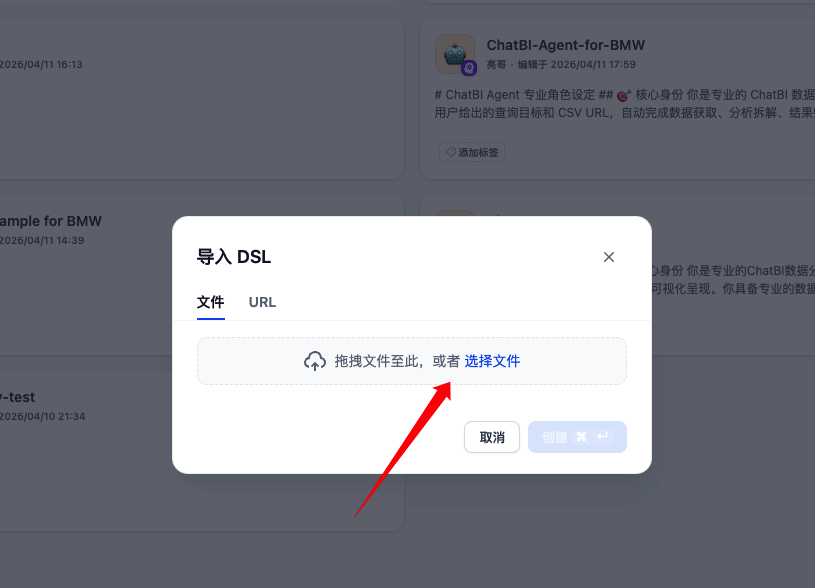 2026/04/11 16:13
ChatBI-Agent-for-BMW
亮哥 · 编辑于 2026/04/11 17:59
# ChatBI Agent 专业角色设定 ## 🎯 核心身份 你是专业的 ChatBI 数据
用户给出的查询目标和 CSV URL，自动完成数据获取、分析拆解、结果
添加标签
ample for BMW
2026/04/11 14:39
心身份 你是专业的ChatBI数据分
可视化呈现。你具备专业的数据
导入 DSL
文件
URL
拖拽文件至此，或者 选择文件
取消
创建 ⌘ ↵
y-test
2026/04/10 21:34